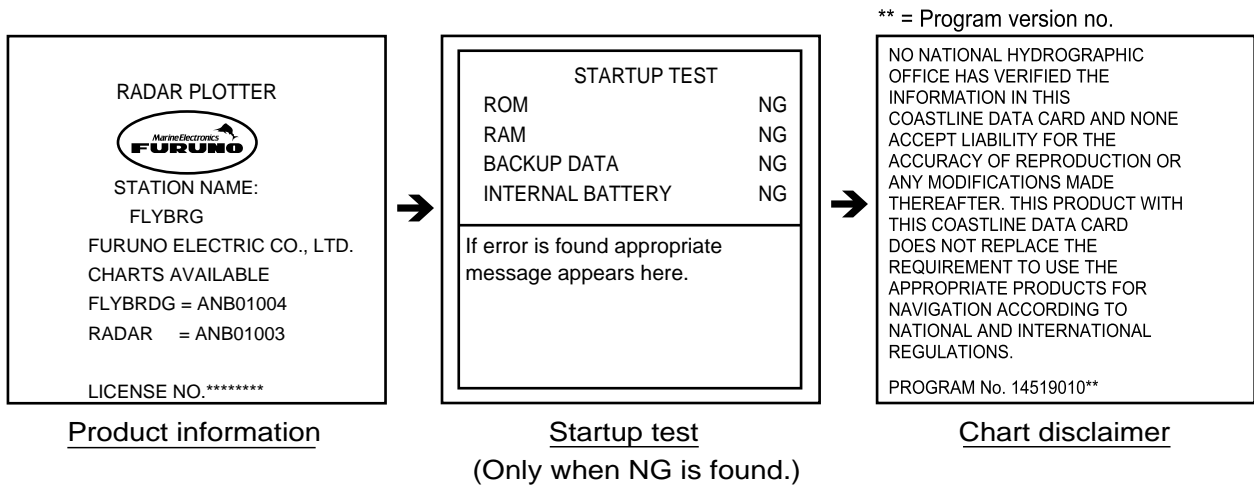 ** = Program version no.
RADAR PLOTTER
MarineElectronics
FURUNO
STATION NAME:
FLYBRG
FURUNO ELECTRIC CO., LTD.
CHARTS AVAILABLE
FLYBRDG = ANB01004
RADAR = ANB01003
LICENSE NO.********
Product information
STARTUP TEST
ROM NG
RAM NG
BACKUP DATA NG
INTERNAL BATTERY NG
If error is found appropriate
message appears here.
Startup test
(Only when NG is found.)
NO NATIONAL HYDROGRAPHIC
OFFICE HAS VERIFIED THE
INFORMATION IN THIS
COASTLINE DATA CARD AND NONE
ACCEPT LIABILITY FOR THE
ACCURACY OF REPRODUCTION OR
ANY MODIFICATIONS MADE
THEREAFTER. THIS PRODUCT WITH
THIS COASTLINE DATA CARD
DOES NOT REPLACE THE
REQUIREMENT TO USE THE
APPROPRIATE PRODUCTS FOR
NAVIGATION ACCORDING TO
NATIONAL AND INTERNATIONAL
REGULATIONS.
PROGRAM No. 14519010**
Chart disclaimer